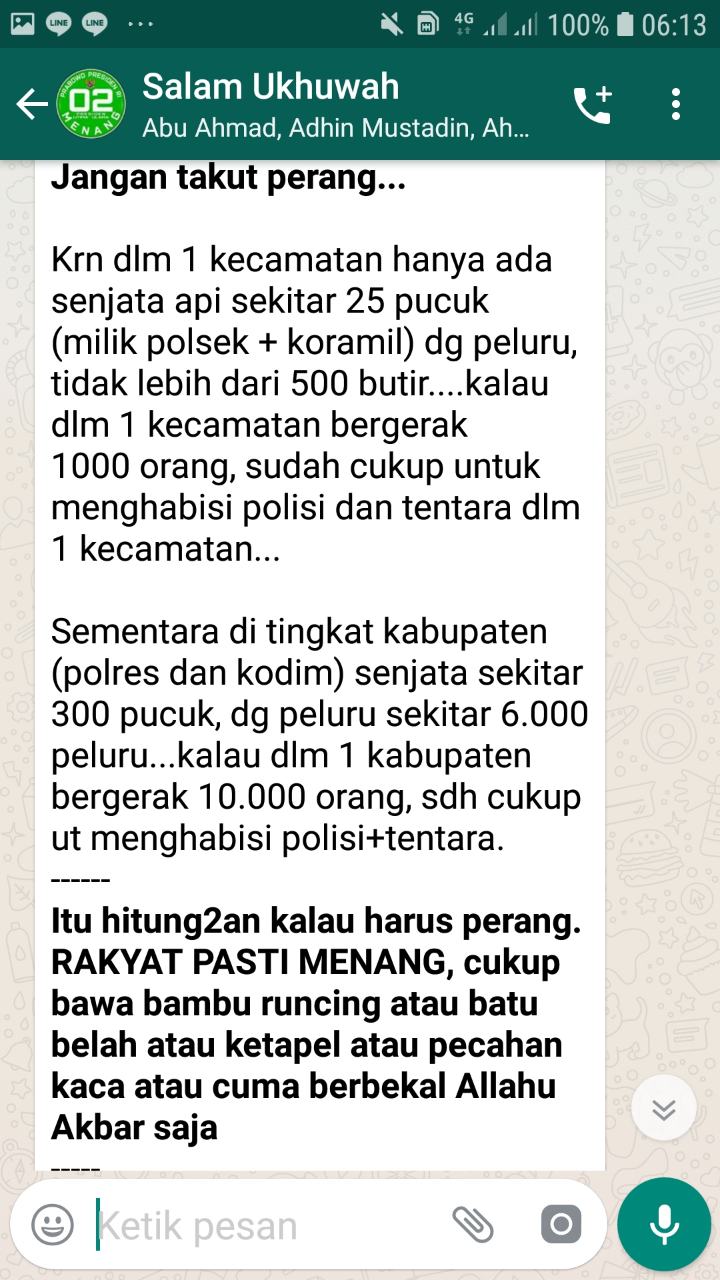 LINE
LINE
4G
100%
06:13
PRABOWO PRESIDEN RI
02
MENANG
Salam Ukhuwah
Abu Ahmad, Adhin Mustadin, Ah...
Jangan takut perang...
Krn dlm 1 kecamatan hanya ada
senjata api sekitar 25 pucuk
(milik polsek + koramil) dg peluru,
tidak lebih dari 500 butir....kalau
dlm 1 kecamatan bergerak
1000 orang, sudah cukup untuk
menghabisi polisi dan tentara dlm
1 kecamatan...
Sementara di tingkat kabupaten
(polres dan kodim) senjata sekitar
300 pucuk, dg peluru sekitar 6.000
peluru...kalau dlm 1 kabupaten
bergerak 10.000 orang, sdh cukup
ut menghabisi polisi+tentara.
------
Itu hitung2an kalau harus perang.
RAKYAT PASTI MENANG, cukup
bawa bambu runcing atau batu
belah atau ketapel atau pecahan
kaca atau cuma berbekal Allahu
Akbar saja
-----
Ketik pesan